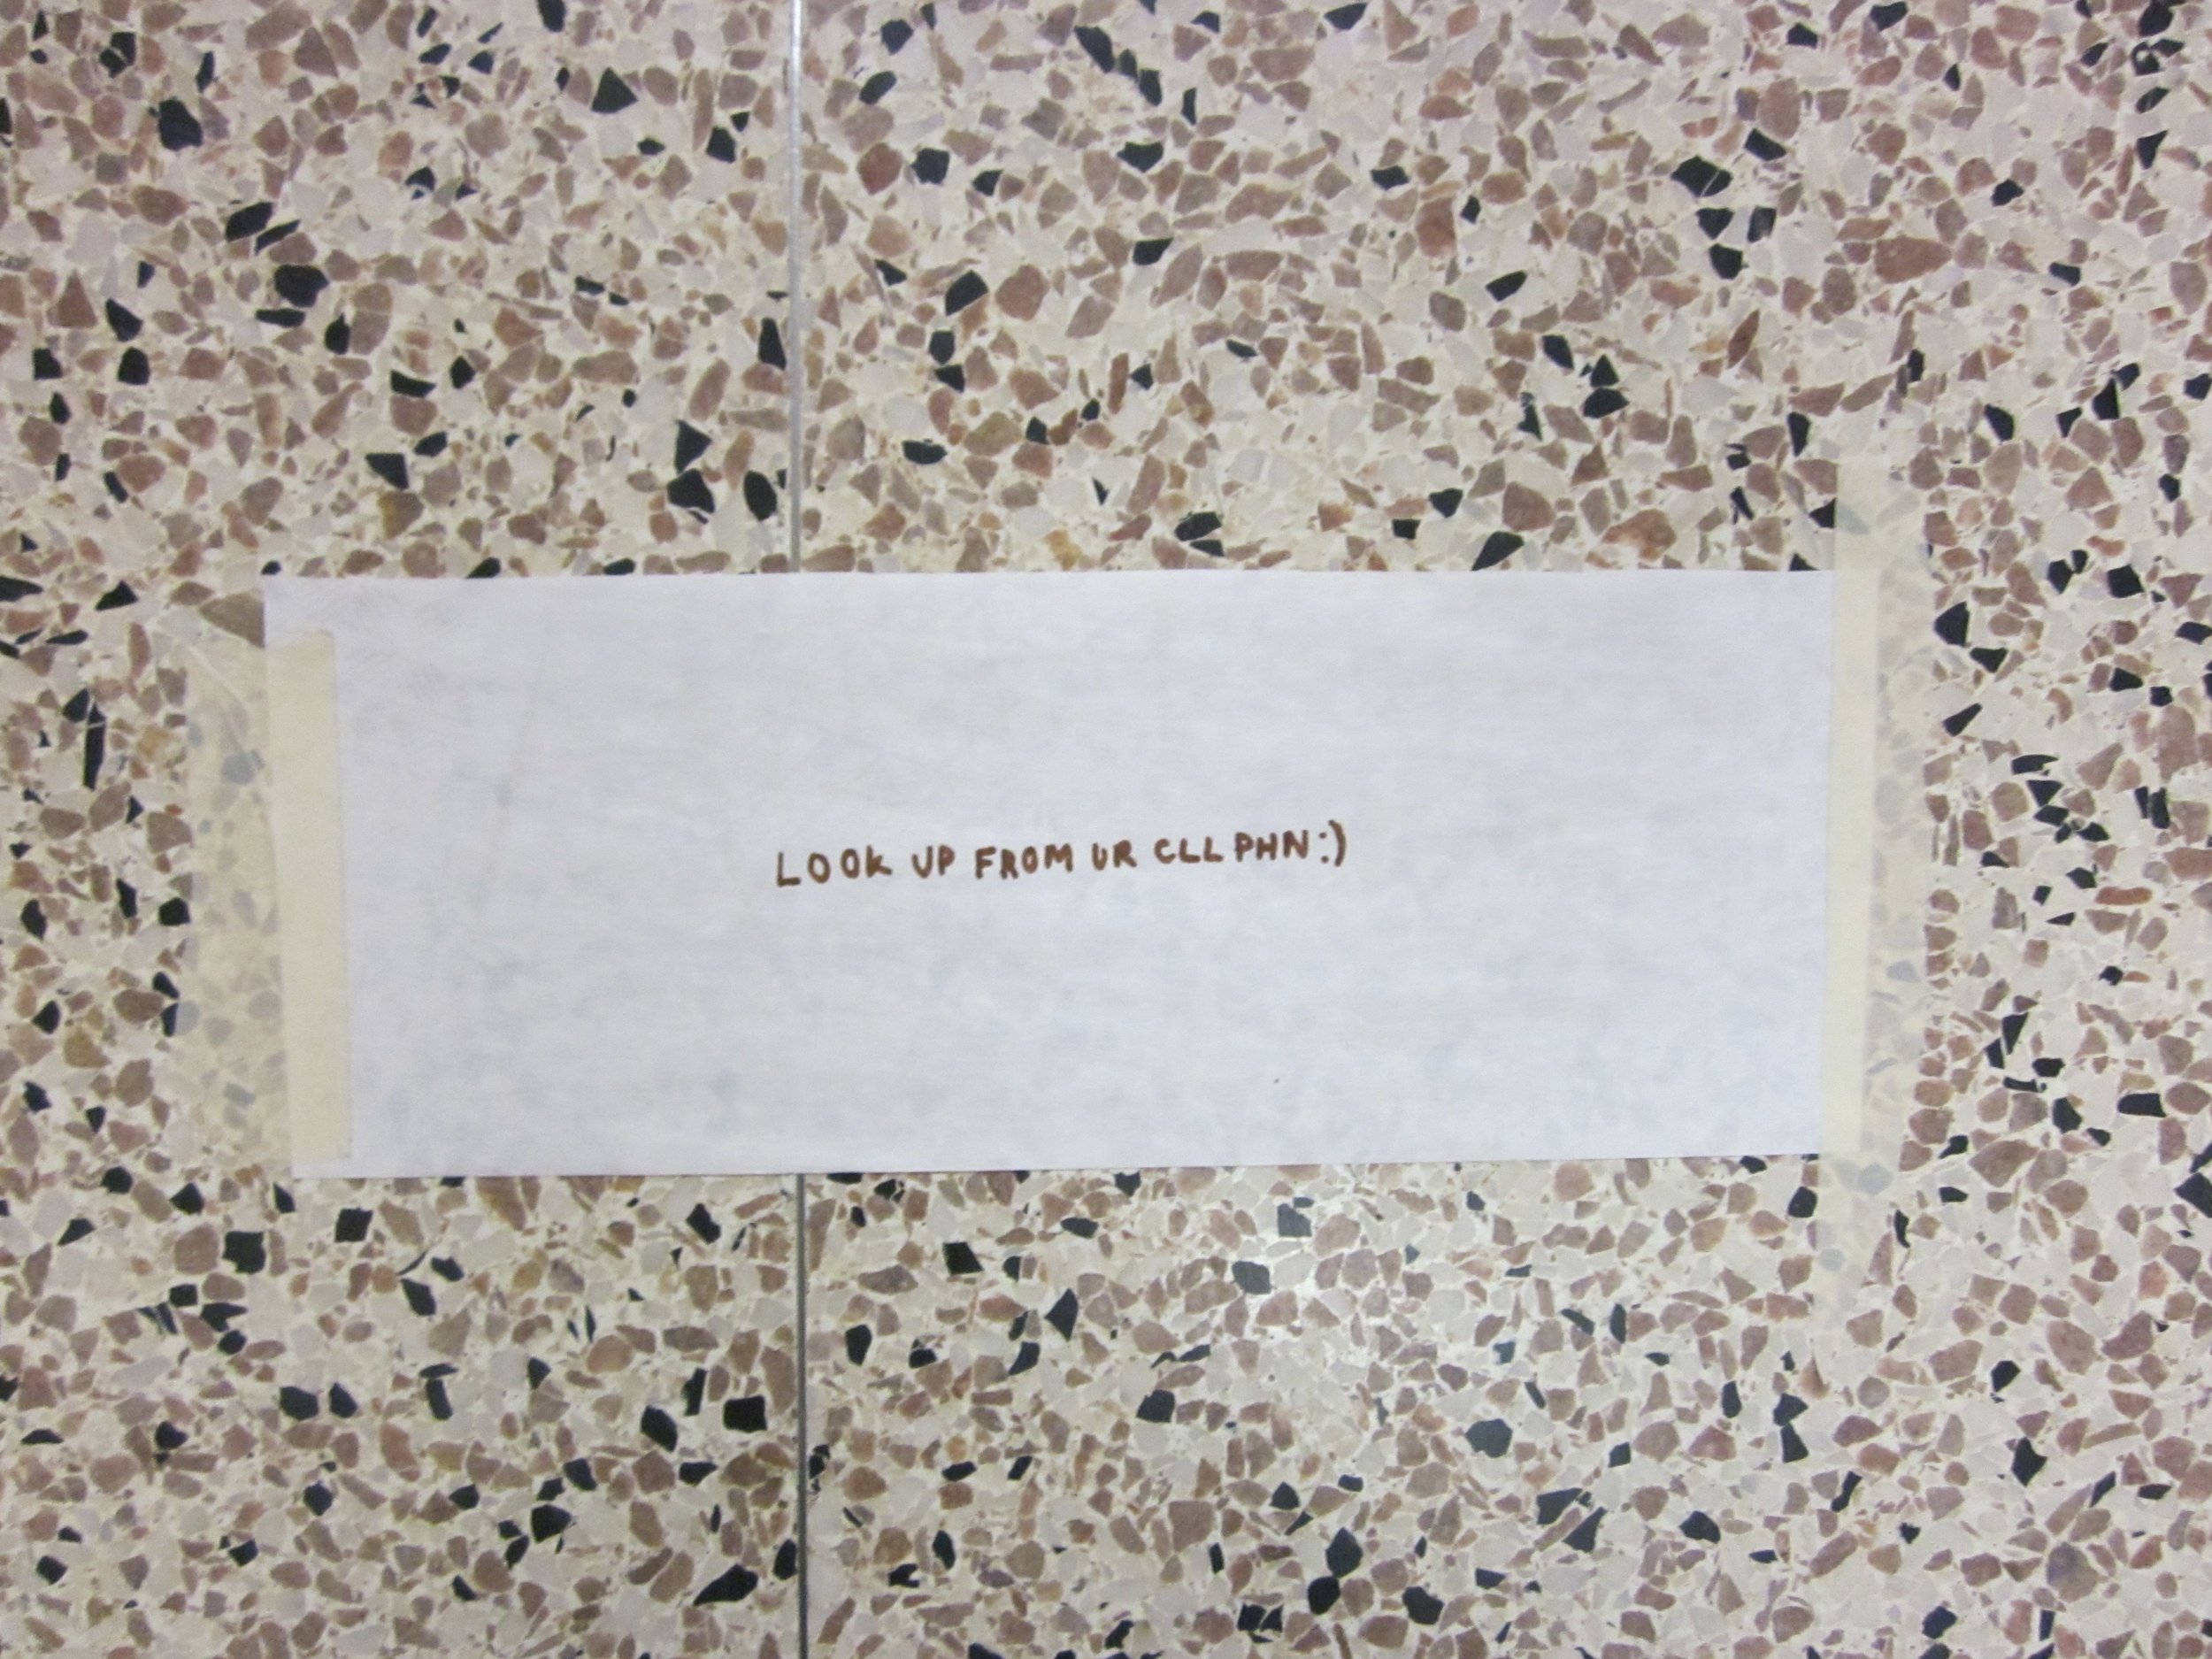 LOOK UP FROM UR CLL PHN :)